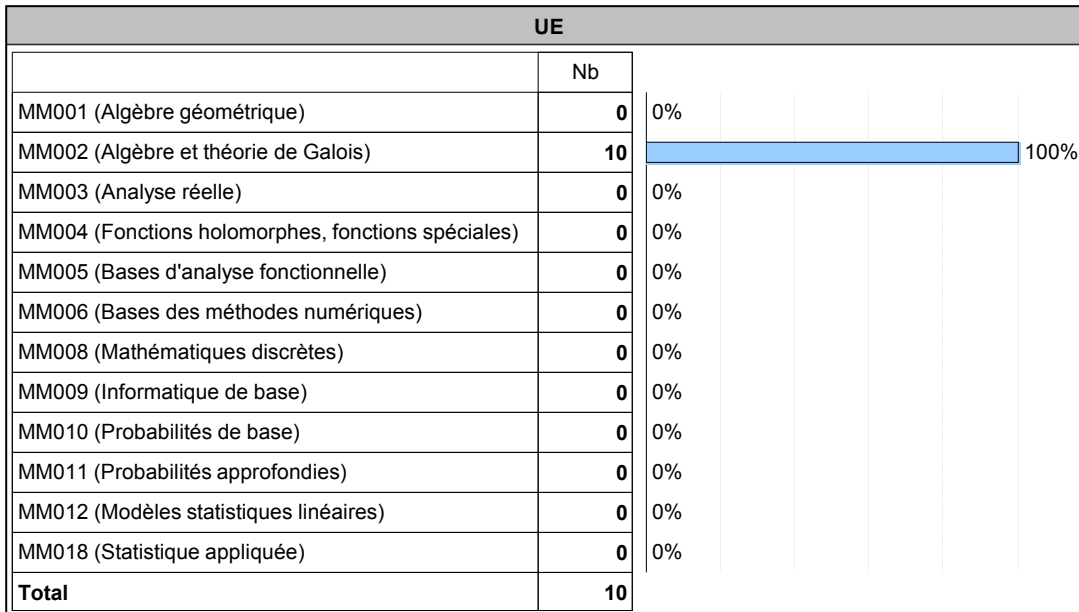 UE
Nb
MM001 (Algèbre géométrique) 0 0%
MM002 (Algèbre et théorie de Galois) 10 100%
MM003 (Analyse réelle) 0 0%
MM004 (Fonctions holomorphes, fonctions spéciales) 0 0%
MM005 (Bases d'analyse fonctionnelle) 0 0%
MM006 (Bases des méthodes numériques) 0 0%
MM008 (Mathématiques discrètes) 0 0%
MM009 (Informatique de base) 0 0%
MM010 (Probabilités de base) 0 0%
MM011 (Probabilités approfondies) 0 0%
MM012 (Modèles statistiques linéaires) 0 0%
MM018 (Statistique appliquée) 0 0%
Total 10